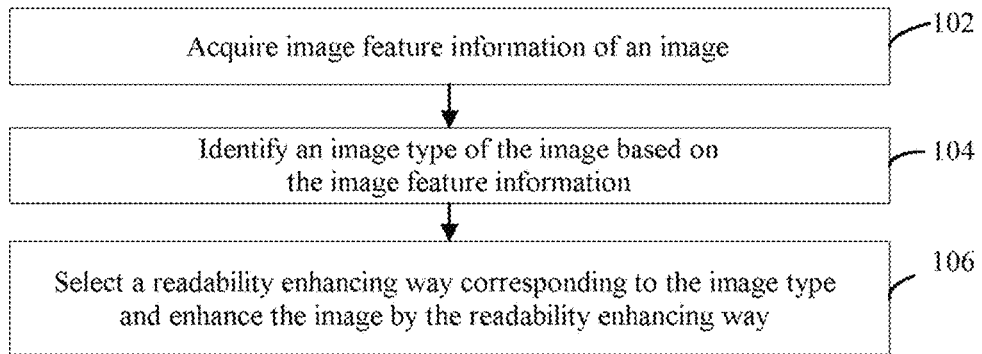 Acquire image feature information of an image
102
Identify an image type of the image based on
the image feature information
104
Select a readability enhancing way corresponding to the image type
and enhance the image by the readability enhancing way
106